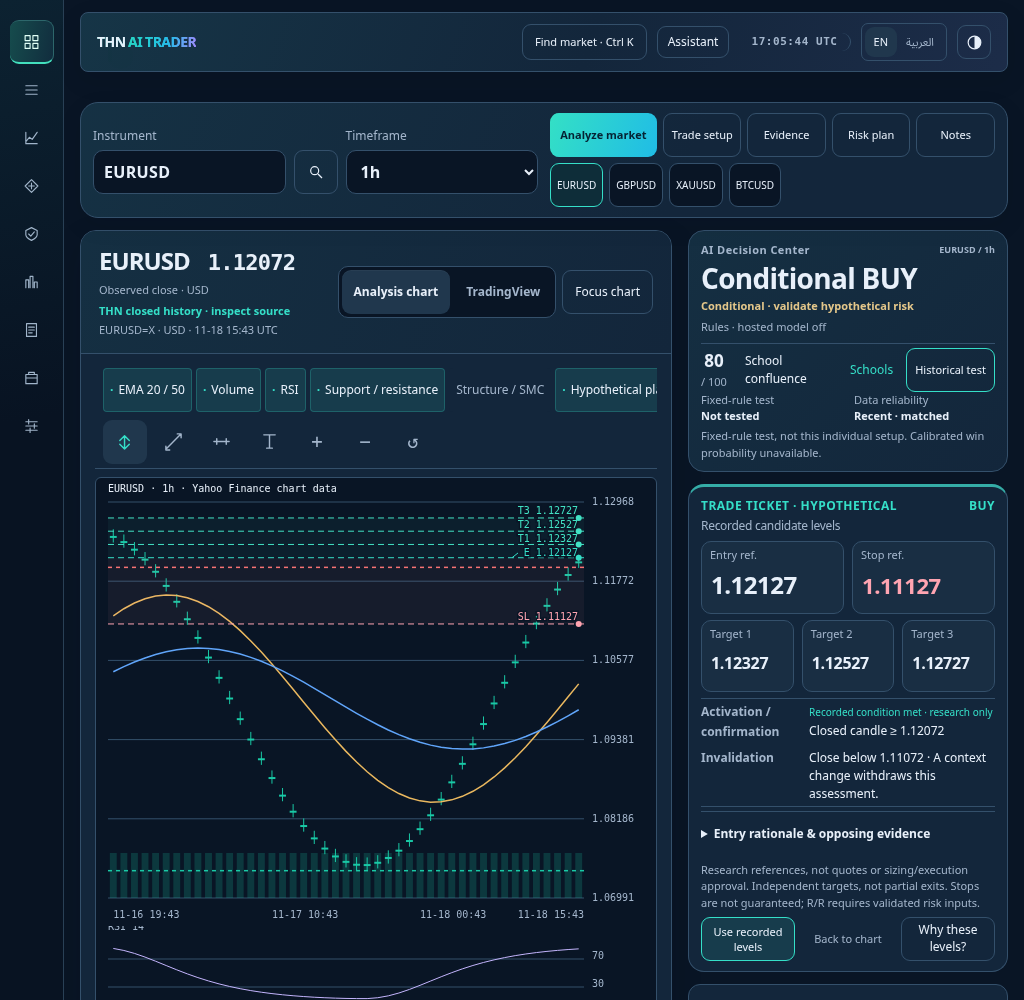 THN AI TRADER
Find market · Ctrl K
Assistant
17:05:44 UTC
EN
العربية
Instrument
EURUSD
Timeframe
1h
Analyze market
Trade setup
Evidence
Risk plan
Notes
EURUSD
GBPUSD
XAUUSD
BTCUSD
EURUSD 1.12072
Observed close · USD
THN closed history · inspect source
EURUSD=X · USD · 11-18 15:43 UTC
Analysis chart
TradingView
Focus chart
· EMA 20 / 50
· Volume
· RSI
· Support / resistance
Structure / SMC
· Hypothetical pla
EURUSD · 1h · Yahoo Finance chart data
1.12968
T3 1.12727
T2 1.12527
T1 1.12327
E 1.12127
1.11772
SL 1.11127
1.10577
1.09381
1.08186
1.06991
11-16 19:43
11-17 10:43
11-18 00:43
11-18 15:43
RSI 14
70
30
AI Decision Center
EURUSD / 1h
Conditional BUY
Conditional · validate hypothetical risk
Rules · hosted model off
80
/ 100
School
confluence
Schools
Historical test
Fixed-rule test
Not tested
Data reliability
Recent · matched
Fixed-rule test, not this individual setup. Calibrated win
probability unavailable.
TRADE TICKET · HYPOTHETICAL
BUY
Recorded candidate levels
Entry ref.
1.12127
Stop ref.
1.11127
Target 1
1.12327
Target 2
1.12527
Target 3
1.12727
Activation /
confirmation
Recorded condition met · research only
Closed candle ≥ 1.12072
Invalidation
Close below 1.11072 · A context
change withdraws this
assessment.
Entry rationale & opposing evidence
Research references, not quotes or sizing/execution
approval. Independent targets, not partial exits. Stops
are not guaranteed; R/R requires validated risk inputs.
Use recorded
levels
Back to chart
Why these
levels?